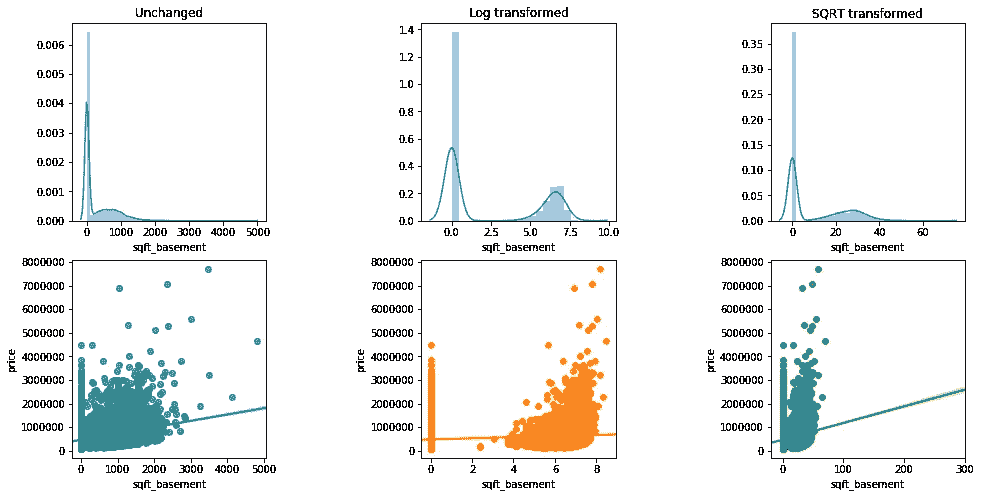 Unchanged
Log transformed
SQRT transformed
0.006
0.005
0.004
0.003
0.002
0.001
0.000
0 1000 2000 3000 4000 5000
sqft_basement
1.4
1.2
1.0
0.8
0.6
0.4
0.2
0.0
0.0 2.5 5.0 7.5 10.0
sqft_basement
0.35
0.30
0.25
0.20
0.15
0.10
0.05
0.00
0 20 40 60
sqft_basement
price
8000000
7000000
6000000
5000000
4000000
3000000
2000000
1000000
0
0 1000 2000 3000 4000 5000
sqft_basement
price
8000000
7000000
6000000
5000000
4000000
3000000
2000000
1000000
0
0 2 4 6 8
sqft_basement
price
8000000
7000000
6000000
5000000
4000000
3000000
2000000
1000000
0
0 100 200 300
sqft_basement